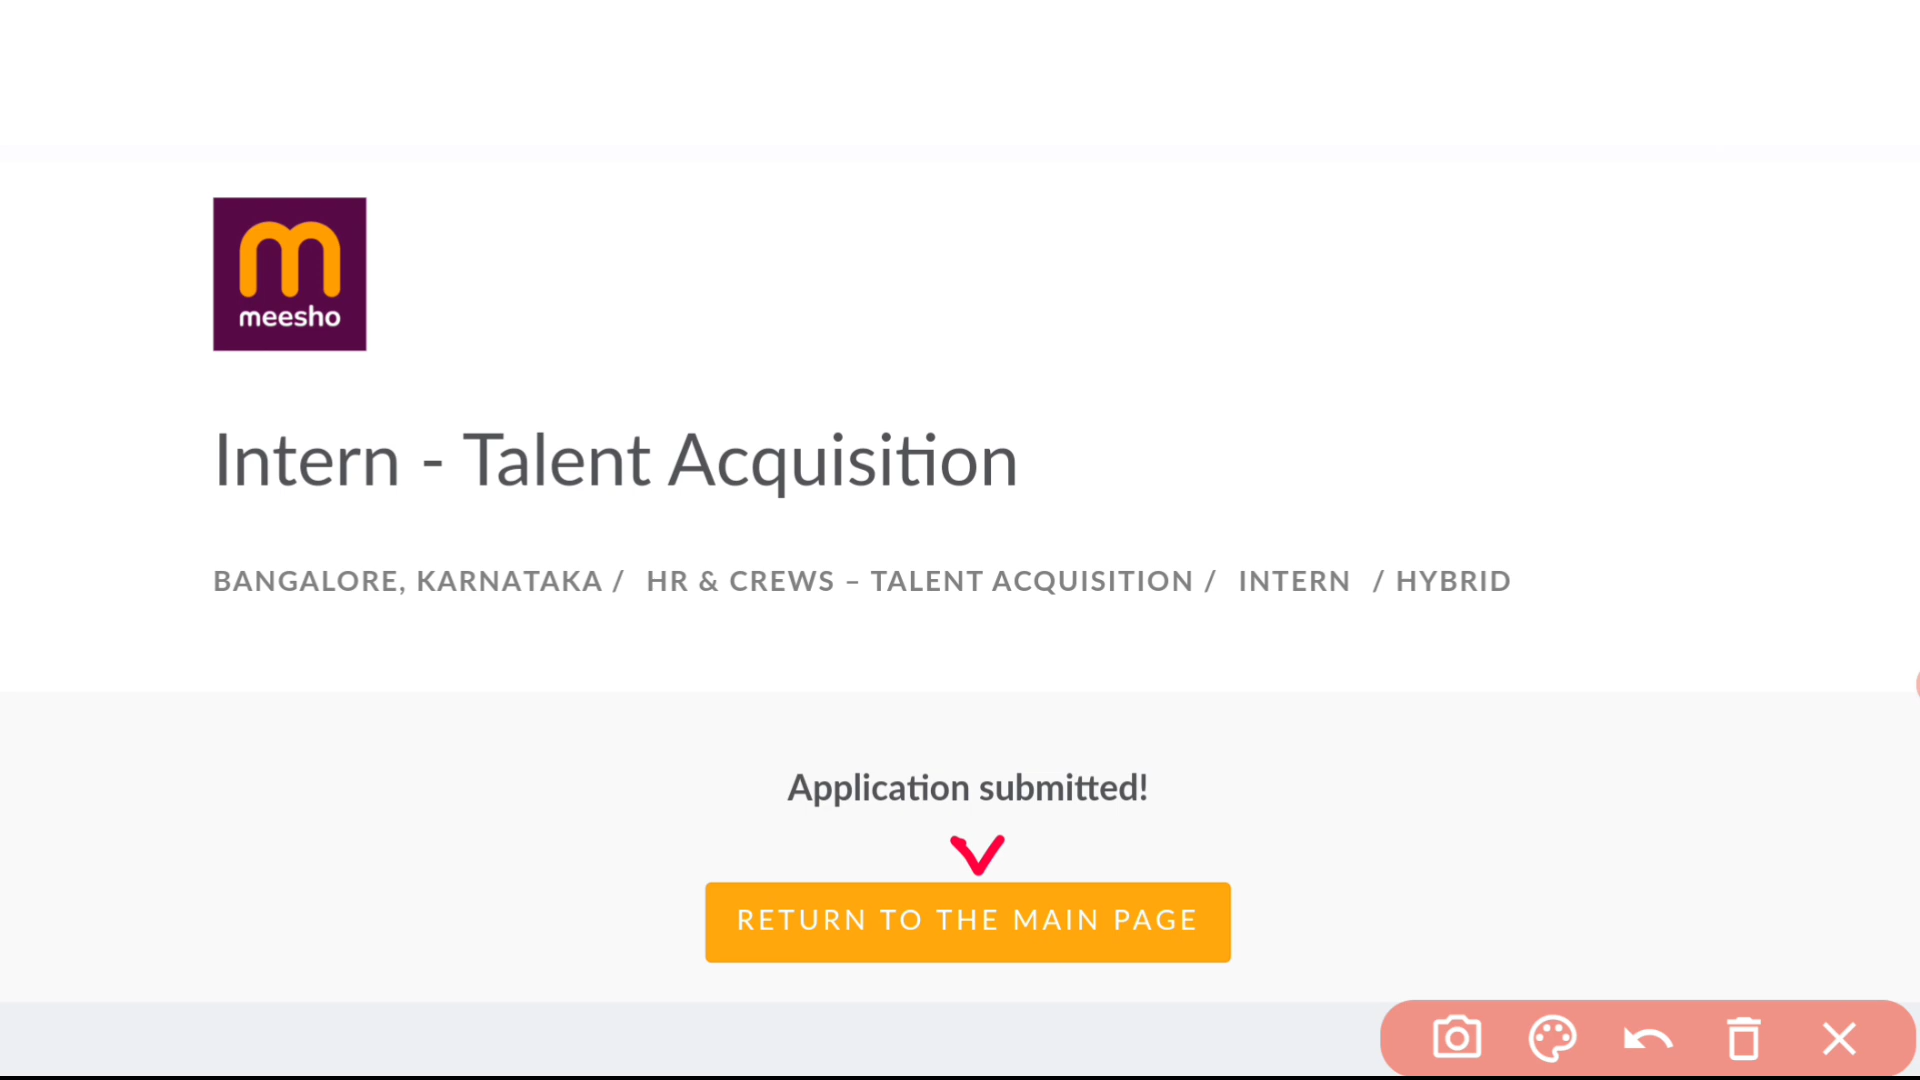 meesho
Intern - Talent Acquisition
BANGALORE, KARNATAKA / HR & CREWS – TALENT ACQUISITION / INTERN / HYBRID
Application submitted!
RETURN TO THE MAIN PAGE